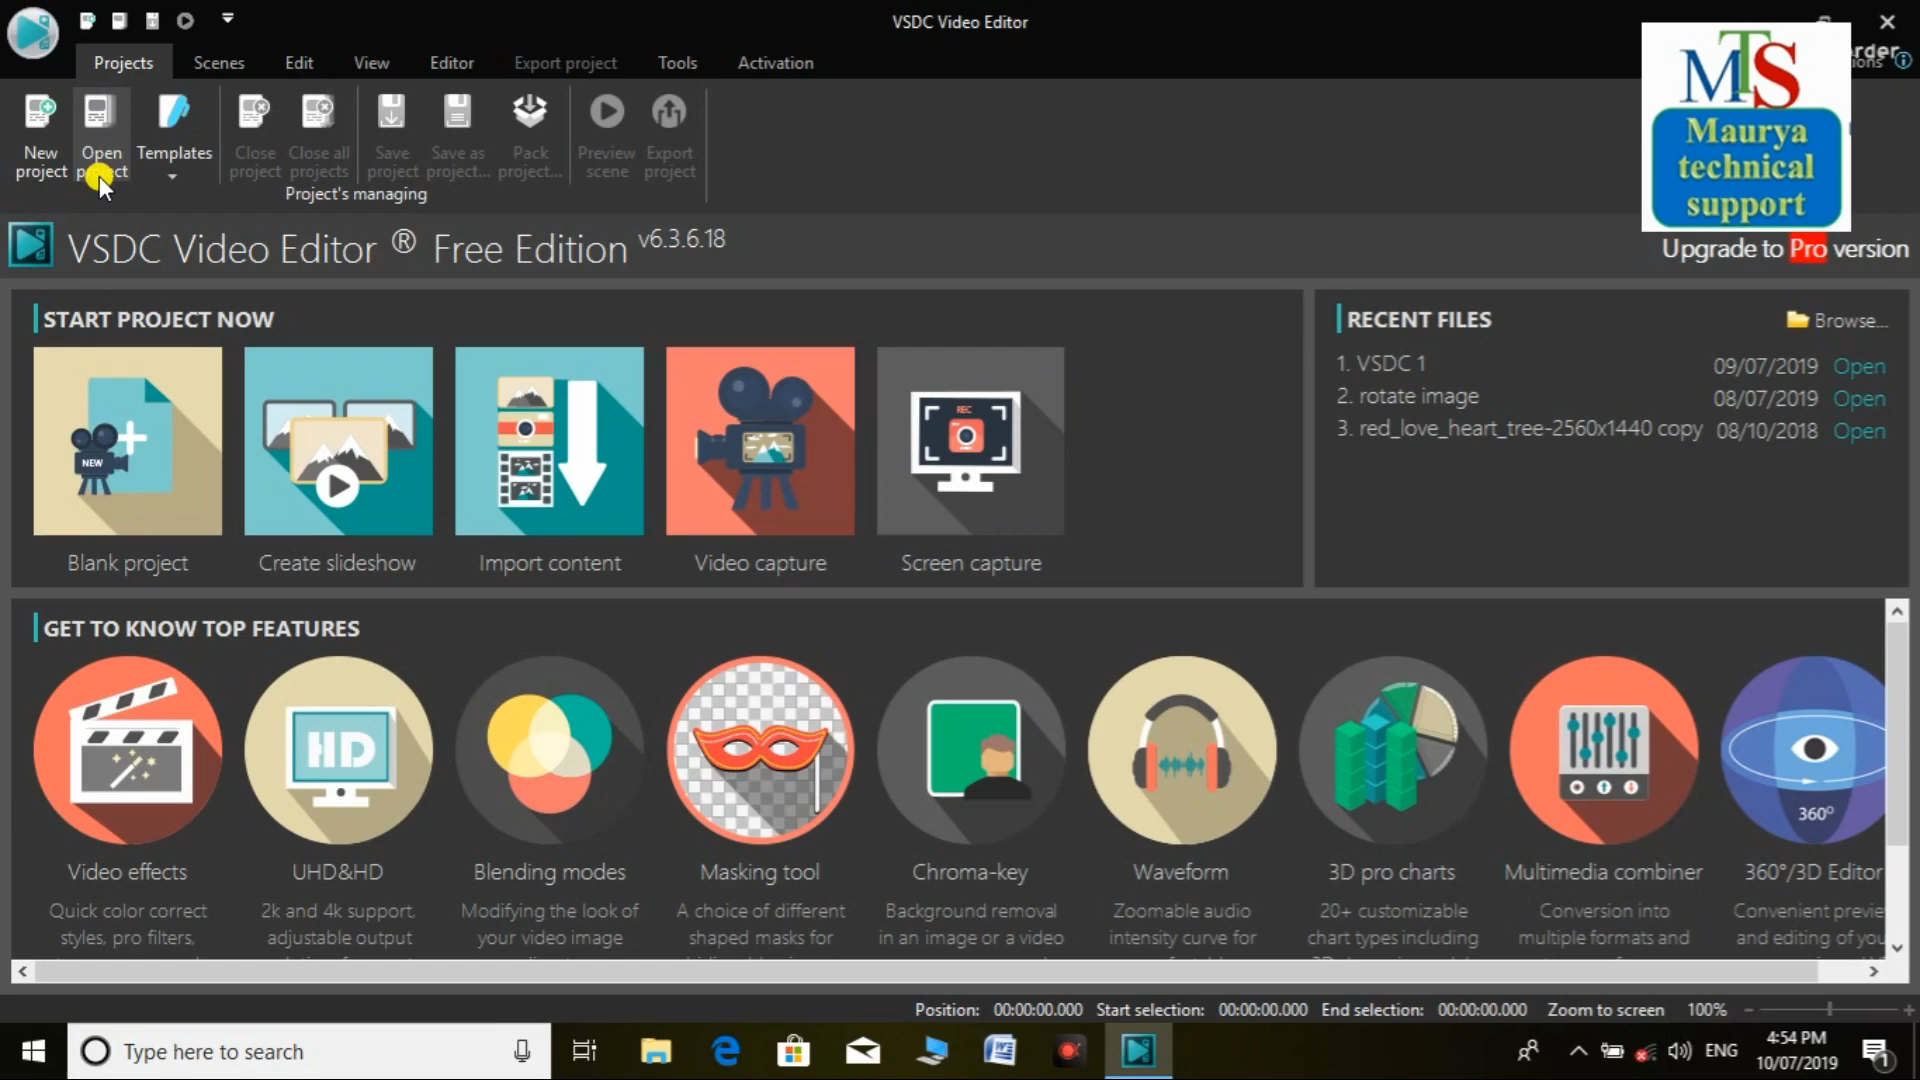 VSDC Video Editor
Projects Scenes Edit View Editor Export project Tools Activation
New project
Open project
Templates
Close project
Close all projects
Save project
Save as project...
Pack project...
Preview scene
Export project
Project's managing
MTS
Maurya
technical
support
VSDC Video Editor ® Free Edition v6.3.6.18
Upgrade to Pro version
START PROJECT NOW
NEW
REC
Blank project Create slideshow Import content Video capture Screen capture
RECENT FILES Browse...
1. VSDC 1 09/07/2019 Open
2. rotate image 08/07/2019 Open
3. red_love_heart_tree-2560x1440 copy 08/10/2018 Open
GET TO KNOW TOP FEATURES
HD
360°
Video effects
Quick color correct
styles, pro filters,
UHD&HD
2k and 4k support,
adjustable output
Blending modes
Modifying the look of
your video image
Masking tool
A choice of different
shaped masks for
Chroma-key
Background removal
in an image or a video
Waveform
Zoomable audio
intensity curve for
3D pro charts
20+ customizable
chart types including
Multimedia combiner
Conversion into
multiple formats and
360°/3D Editor
Convenient
and editing of
Position: 00:00:00.000 Start selection: 00:00:00.000 End selection: 00:00:00.000 Zoom to screen 100%
Type here to search
ENG
4:54 PM
10/07/2019
1